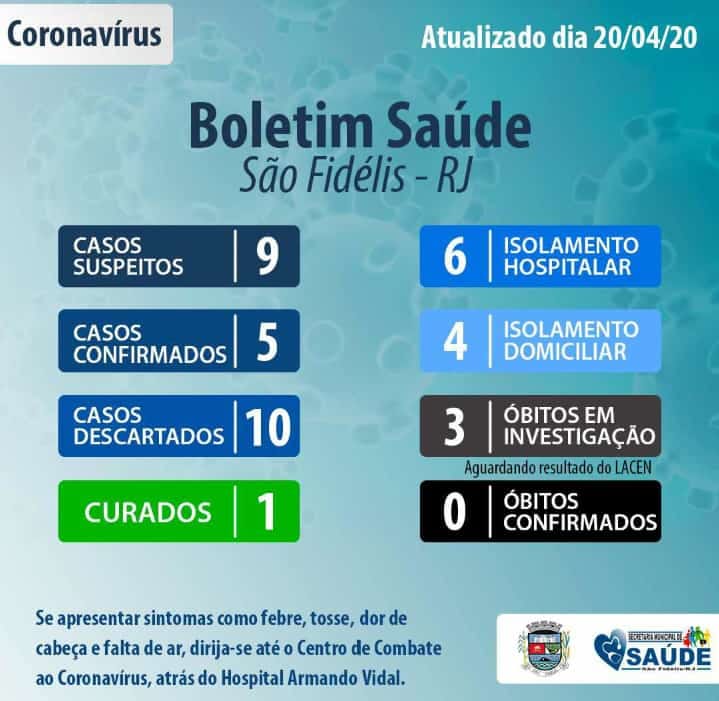 Coronavírus
Atualizado dia 20/04/20
Boletim Saúde
São Fidélis - RJ
CASOS
SUSPEITOS
9
6
ISOLAMENTO
HOSPITALAR
CASOS
CONFIRMADOS
5
4
ISOLAMENTO
DOMICILIAR
CASOS
DESCARTADOS
10
3
ÓBITOS EM
INVESTIGAÇÃO
Aguardando resultado do LACEN
CURADOS
1
0
ÓBITOS
CONFIRMADOS
Se apresentar sintomas como febre, tosse, dor de
cabeça e falta de ar, dirija-se até o Centro de Combate
ao Coronavírus, atrás do Hospital Armando Vidal.
SECRETARIA MUNICIPAL DE
SAÚDE
São Fidélis-RJ